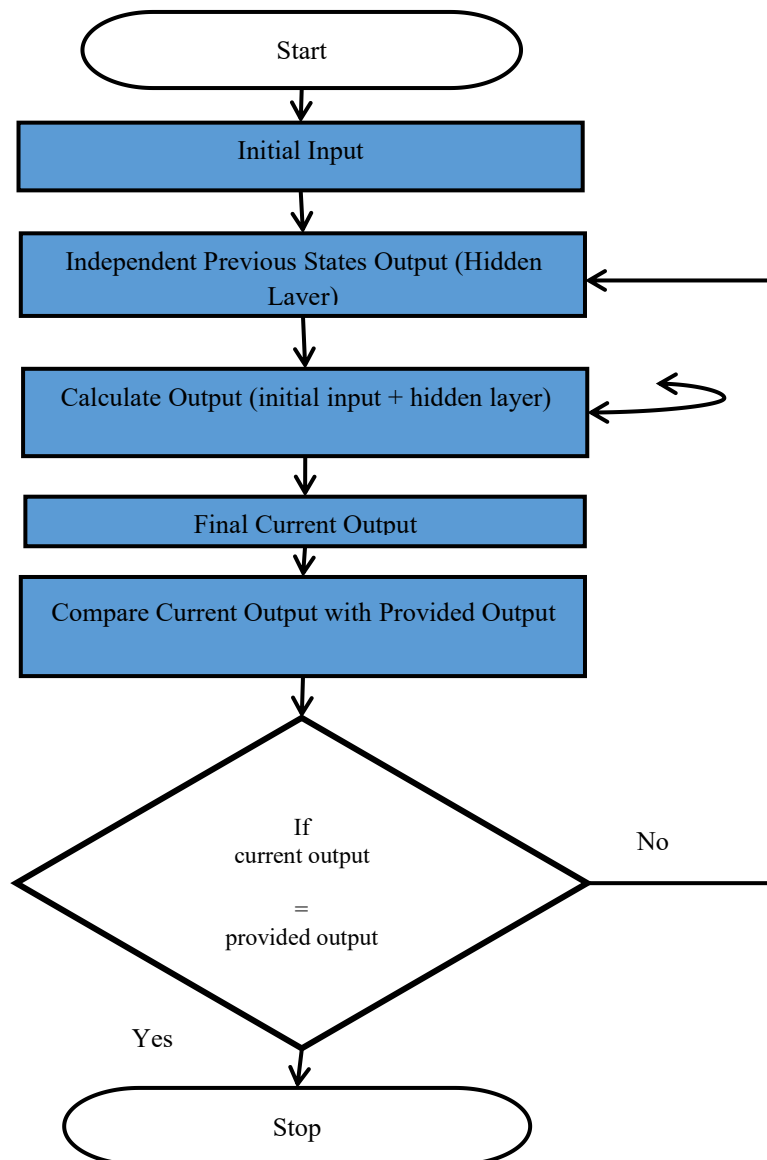 Start
Initial Input
Independent Previous States Output (Hidden
Layer)
Calculate Output (initial input + hidden layer)
Final Current Output
Compare Current Output with Provided Output
If
current output
=
provided output
No
Yes
Stop